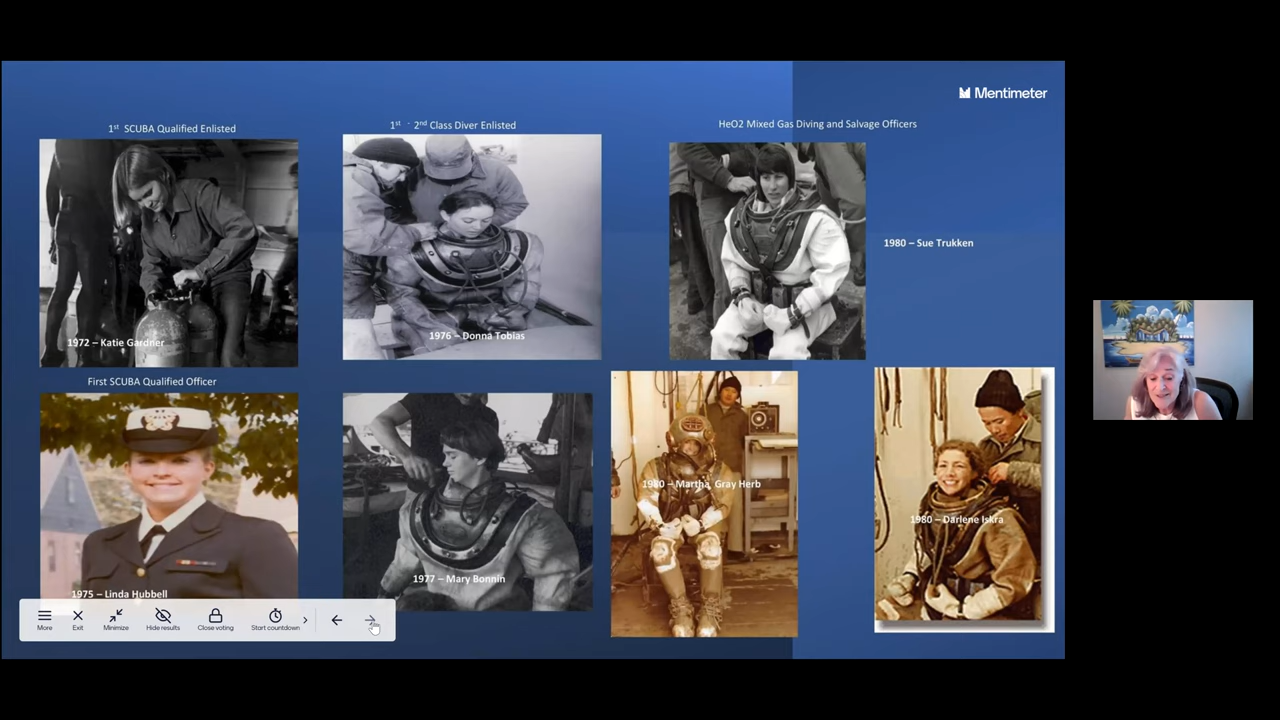 Mentimeter
1st SCUBA Qualified Enlisted
1st - 2nd Class Diver Enlisted
HeO2 Mixed Gas Diving and Salvage Officers
1972 – Katie Gardner
1976 – Donna Tobias
1980 – Sue Trukken
First SCUBA Qualified Officer
1975 – Linda Hubbell
1977 – Mary Bonnin
1980 – Martha Gray Herb
1980 – Darlene Iskra
More
Exit
Minimize
Hide results
Close voting
Start countdown